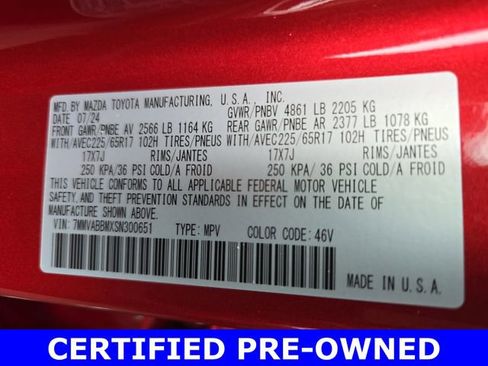 MFD. BY MAZDA TOYOTA MANUFACTURING, U.S.A., INC.
DATE 07/24 GVWR/PNBV 4861 LB 2205 KG
FRONT GAWR/PNBE AV 2566 LB 1164 KG REAR GAWR/PNBE AR 2377 LB 1078 KG
WITH/AVEC225/65R17 102H TIRES/PNEUS WITH/AVEC225/65R17 102H TIRES/PNEUS
17X7J RIMS/JANTES 17X7J RIMS/JANTES
250 KPA/36 PSI COLD/A FROID 250 KPA/ 36 PSI COLD/A FROID
THIS VEHICLE CONFORMS TO ALL APPLICABLE FEDERAL MOTOR VEHICLE
SAFETY AND THEFT PREVENTION STANDARDS IN EFFECT ON THE DATE OF
MANUFACTURE SHOWN ABOVE.
VIN: 7MMVABBMXSN300651 TYPE: MPV COLOR CODE: 46V
MADE IN U.S.A.
CERTIFIED PRE-OWNED